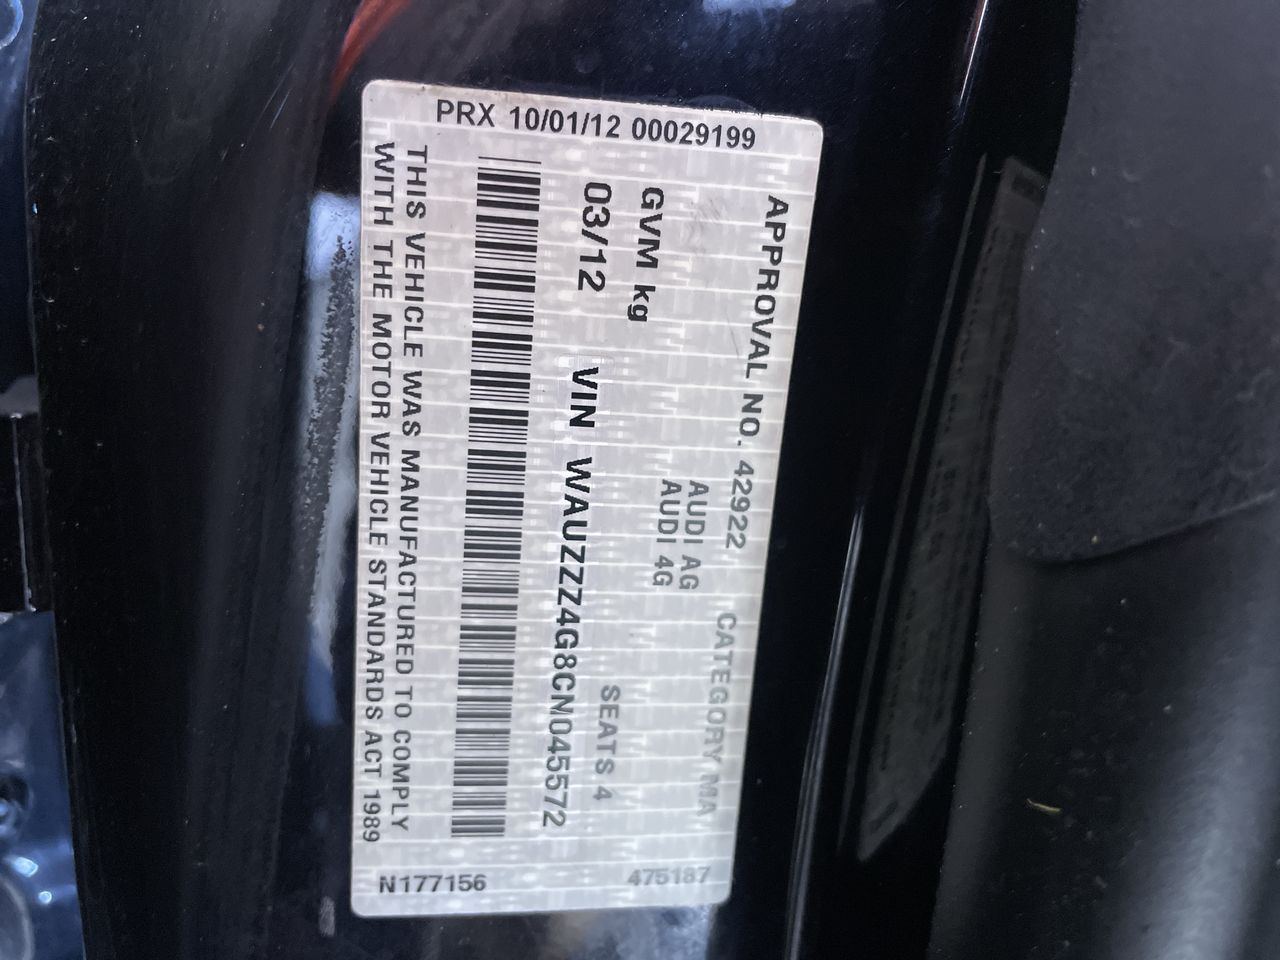 PRX 10/01/12 00029199
APPROVAL NO. 42922 CATEGORY MA
AUDI AG
AUDI 4G
GVM kg SEATS 4
03/12 VIN WAUZZZ4G8CN045572
THIS VEHICLE WAS MANUFACTURED TO COMPLY
WITH THE MOTOR VEHICLE STANDARDS ACT 1989
N177156 475187